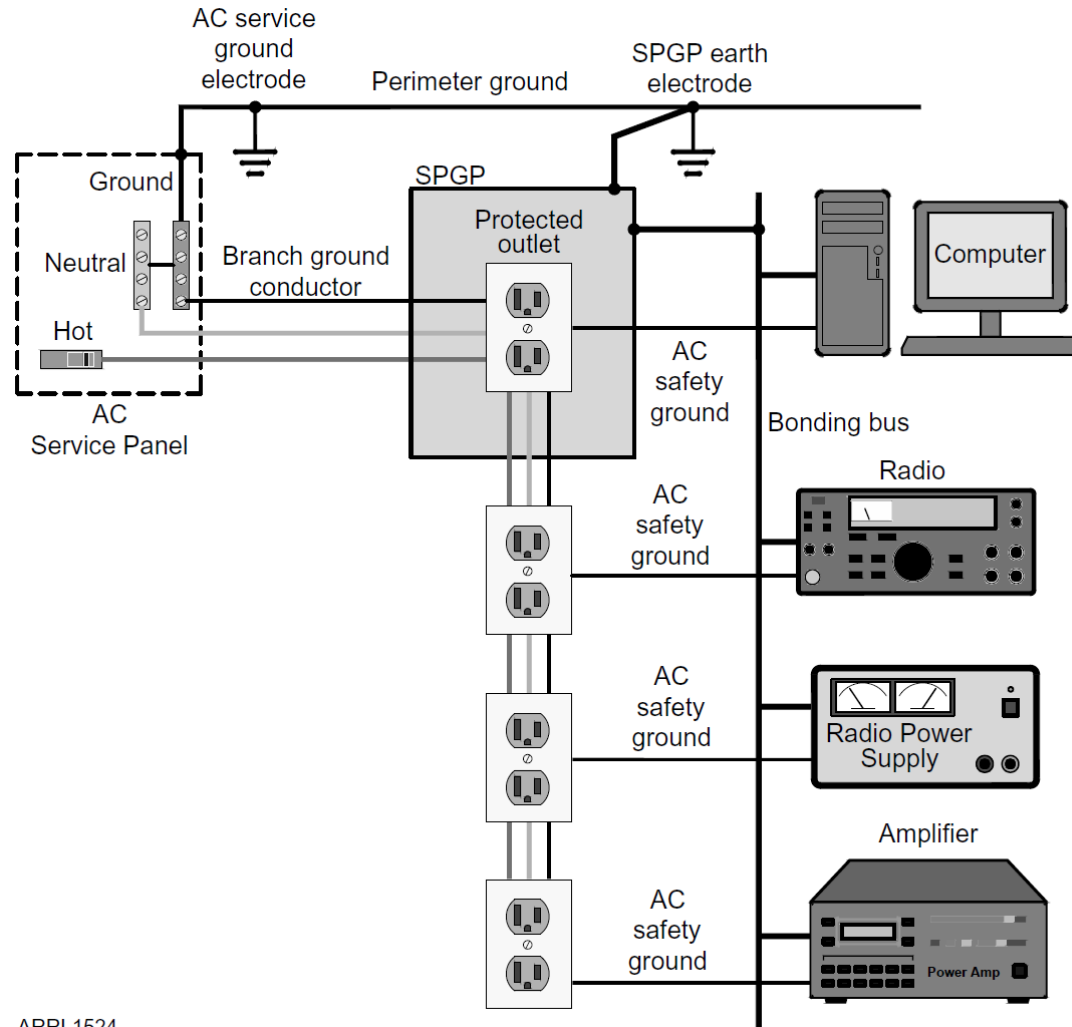 AC service
ground
electrode
Perimeter ground
SPGP earth
electrode
Ground
Neutral
Hot
AC
Service Panel
Branch ground
conductor
SPGP
Protected
outlet
Computer
AC
safety
ground
Bonding bus
Radio
AC
safety
ground
AC
safety
ground
Radio Power
Supply
Amplifier
AC
safety
ground
Power Amp
ARRL1524